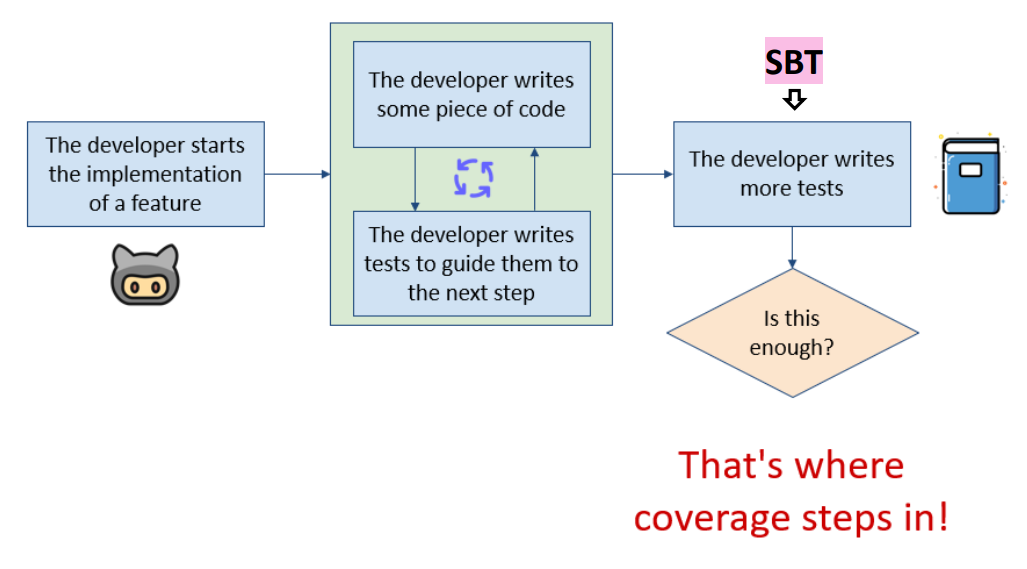 The developer starts
the implementation
of a feature
The developer writes
some piece of code
The developer writes
tests to guide them to
the next step
SBT
The developer writes
more tests
Is this
enough?
That's where
coverage steps in!